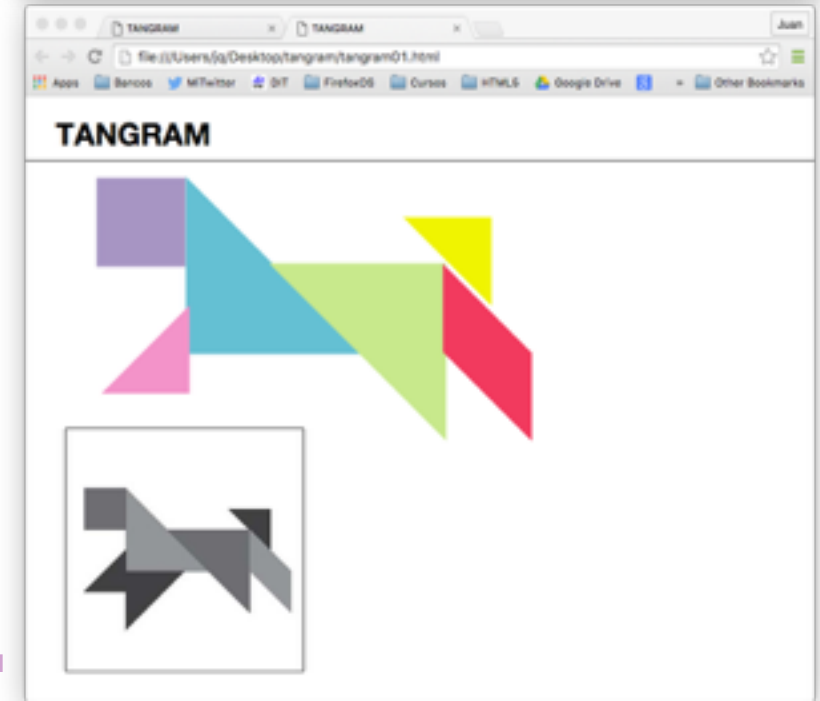 TANGRAM
TANGRAM
Juan
file:///Users/jq/Desktop/tangram/tangram01.html
Apps Bancos MiTwitter DIT FirefoxOS Cursos HTML5 Google Drive » Other Bookmarks
TANGRAM